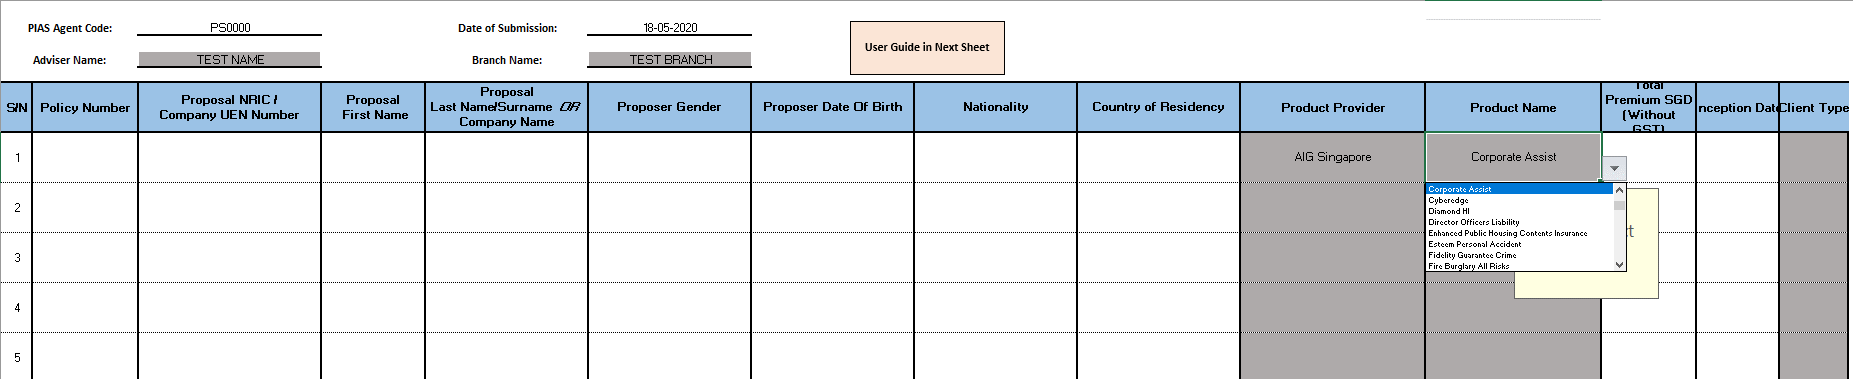 PIAS Agent Code: PS0000 Date of Submission: 18-05-2020
User Guide in Next Sheet
Adviser Name: TEST NAME Branch Name: TEST BRANCH
S/N
Policy Number
Proposal NRIC /
Company UEN Number
Proposal
First Name
Proposal
Last Name/Surname OR
Company Name
Proposer Gender
Proposer Date Of Birth
Nationality
Country of Residency
Product Provider
Product Name
Total
Premium SGD
(Without
GST)
nception Dat
Client Type
1 AIG Singapore Corporate Assist
Corporate Assist
Cyberedge
Diamond HI
Director Officers Liability
Enhanced Public Housing Contents Insurance
Esteem Personal Accident
Fidelity Guarantee Crime
Fire Burglary All Risks
ct
2
3
4
5